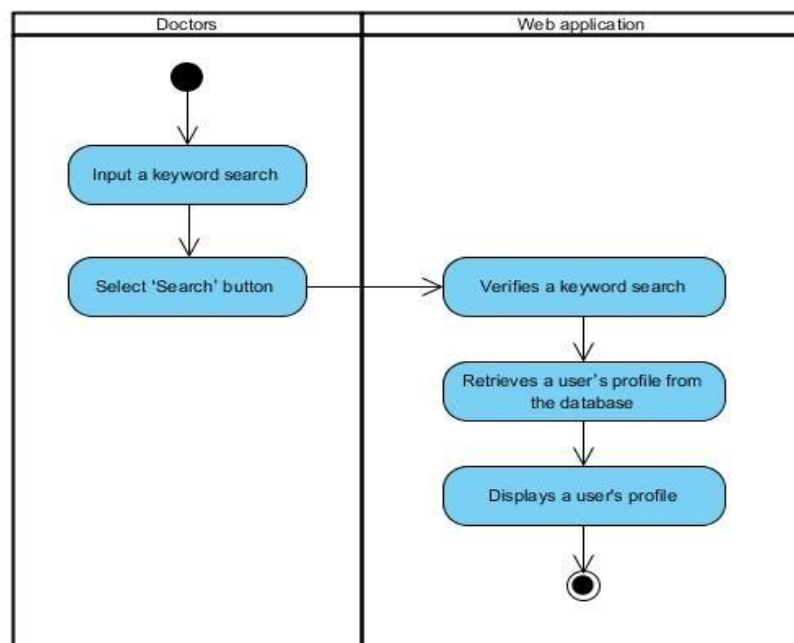 Doctors
Web application
Input a keyword search
Select ‘Search’ button
Verifies a keyword search
Retrieves a user’s profile from
the database
Displays a user's profile